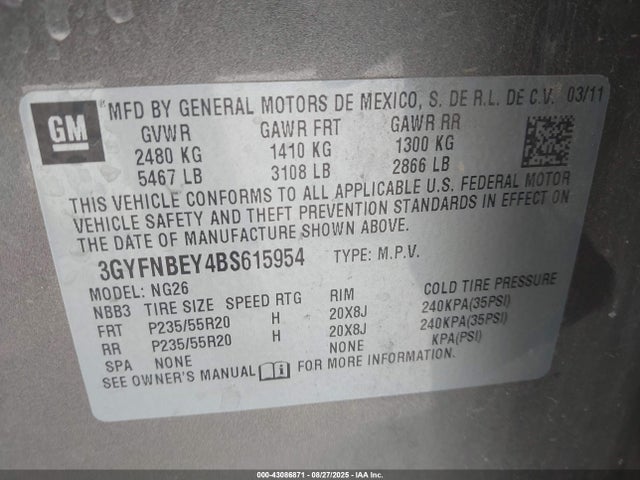 GM
® MFD BY GENERAL MOTORS DE MEXICO, S. DE R.L. DE C.V. 03/11
GVWR GAWR FRT GAWR RR
2480 KG 1410 KG 1300 KG
5467 LB 3108 LB 2866 LB
THIS VEHICLE CONFORMS TO ALL APPLICABLE U.S. FEDERAL MOTOR
VEHICLE SAFETY AND THEFT PREVENTION STANDARDS IN EFFECT ON
THE DATE OF MANUFACTURE SHOWN ABOVE.
3GYFNBEY4BS615954 TYPE: M.P.V.
MODEL: NG26
NBB3 TIRE SIZE SPEED RTG RIM COLD TIRE PRESSURE
FRT P235/55R20 H 20X8J 240KPA(35PSI)
RR P235/55R20 H 20X8J 240KPA(35PSI)
SPA NONE NONE KPA(PSI)
SEE OWNER'S MANUAL FOR MORE INFORMATION.
000-43086871 - 08/27/2025 - IAAI, Inc.